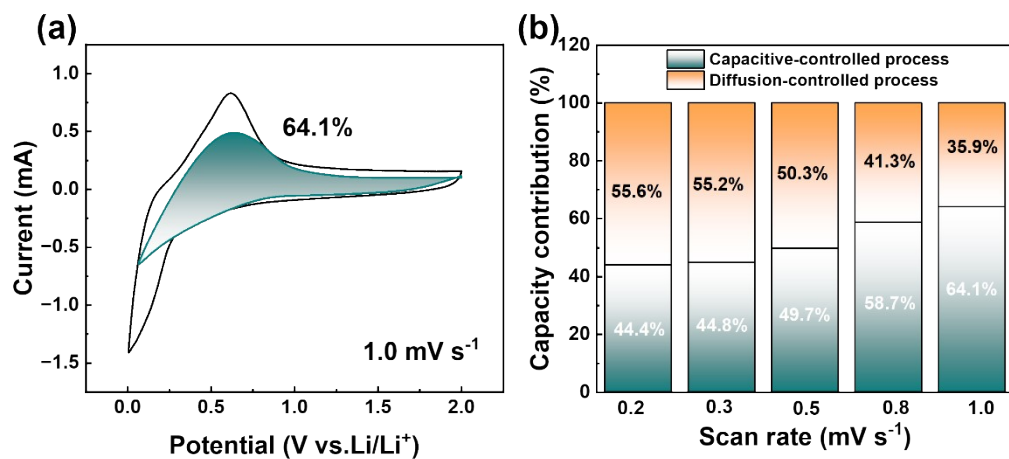 (a)
1.0
0.5
0.0
−0.5
−1.0
−1.5
Current (mA)
64.1%
1.0 mV s⁻¹
0.0 0.5 1.0 1.5 2.0
Potential (V vs.Li/Li⁺)
(b)
120
100
80
60
40
20
0
Capacity contribution (%)
Capacitive-controlled process
Diffusion-controlled process
55.6% 55.2% 50.3% 41.3% 35.9%
44.4% 44.8% 49.7% 58.7% 64.1%
0.2 0.3 0.5 0.8 1.0
Scan rate (mV s⁻¹)